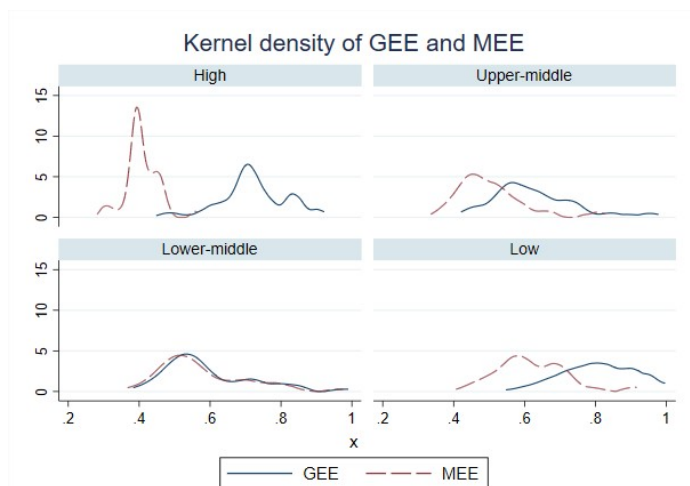 Kernel density of GEE and MEE
High Upper-middle
15
10
5
0
Lower-middle Low
15
10
5
0
.2 .4 .6 .8 1 .2 .4 .6 .8 1
x
GEE MEE